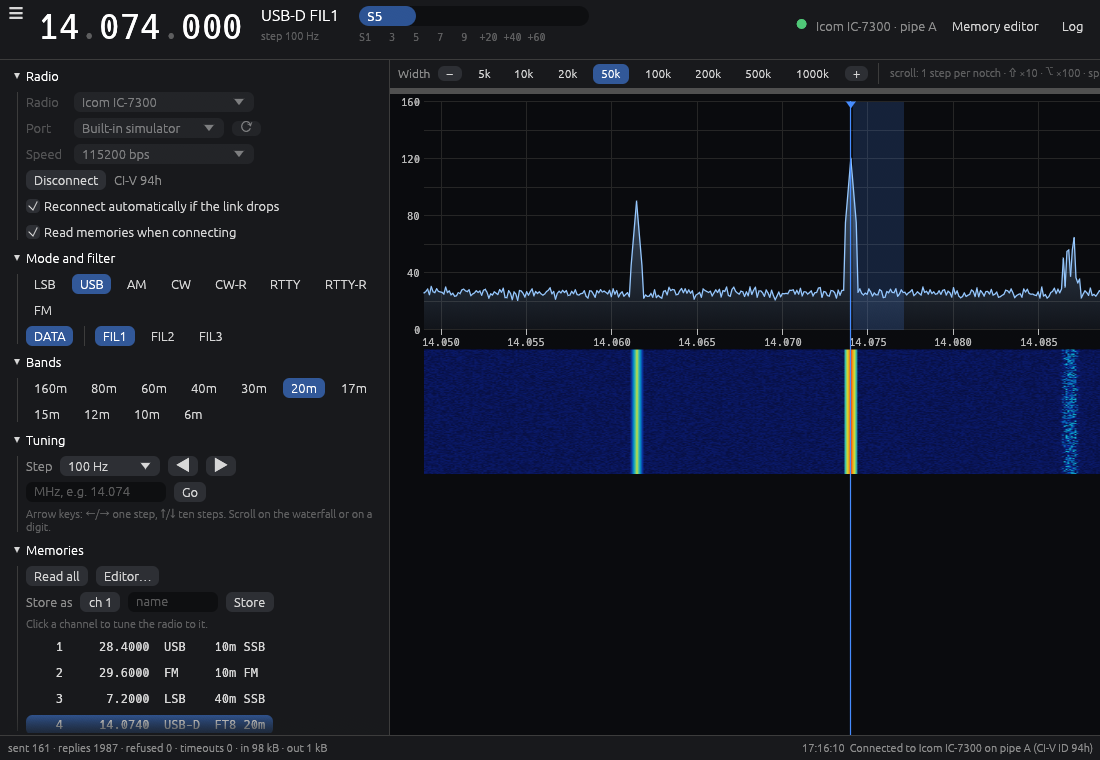 14.074.000
USB-D FIL1
step 100 Hz
S5
S1 3 5 7 9 +20 +40 +60
Icom IC-7300 · pipe A
Memory editor
Log
Radio
Radio Icom IC-7300
Port Built-in simulator
Speed 115200 bps
Disconnect CI-V 94h
Reconnect automatically if the link drops
Read memories when connecting
Mode and filter
LSB USB AM CW CW-R RTTY RTTY-R
FM
DATA FIL1 FIL2 FIL3
Bands
160m 80m 60m 40m 30m 20m 17m
15m 12m 10m 6m
Tuning
Step 100 Hz
MHz, e.g. 14.074 Go
Arrow keys: ←/→ one step, ↑/↓ ten steps. Scroll on the waterfall or on a
digit.
Memories
Read all Editor…
Store as ch 1 name Store
Click a channel to tune the radio to it.
1 28.4000 USB 10m SSB
2 29.6000 FM 10m FM
3 7.2000 LSB 40m SSB
4 14.0740 USB-D FT8 20m
Width − 5k 10k 20k 50k 100k 200k 500k 1000k +
scroll: 1 step per notch · ⇧ ×10 · ⌥ ×100 · sp
160
120
80
40
0
14.050 14.055 14.060 14.065 14.070 14.075 14.080 14.085
sent 161 · replies 1987 · refused 0 · timeouts 0 · in 98 kB · out 1 kB
17:16:10 Connected to Icom IC-7300 on pipe A (CI-V ID 94h)